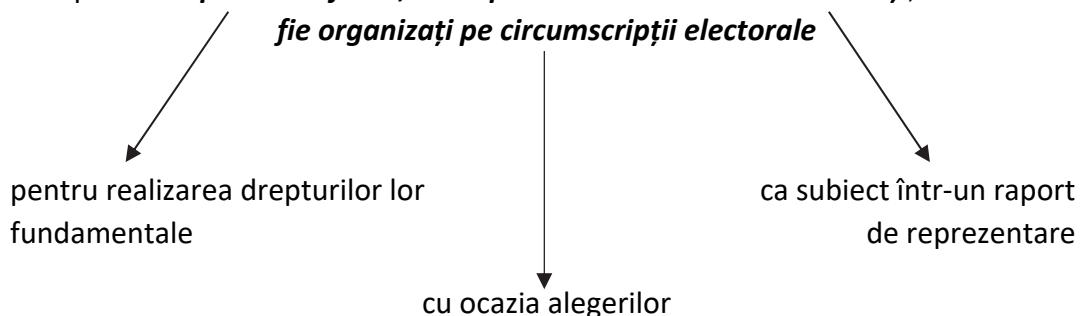 fie organizați pe circumscripții electorale
pentru realizarea drepturilor lor
fundamentale
ca subiect într-un raport
de reprezentare
cu ocazia alegerilor